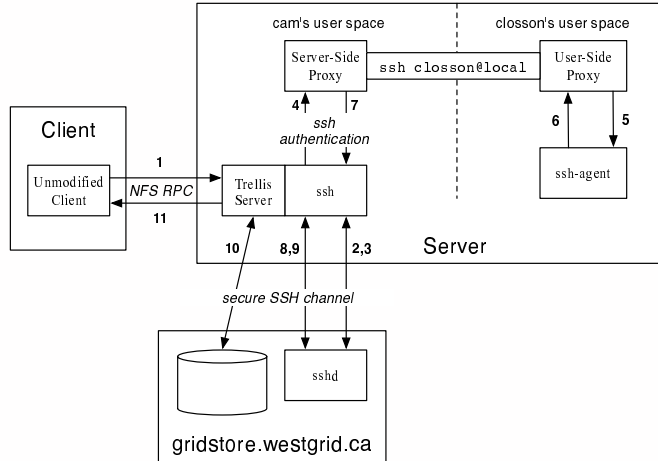 cam's user space
closson's user space
Server-Side
Proxy
ssh closson@local
User-Side
Proxy
4
7
6
5
ssh
authentication
Client
Unmodified
Client
1
NFS RPC
11
Trellis
Server
ssh
ssh-agent
10
8,9
2,3
Server
secure SSH channel
sshd
gridstore.westgrid.ca